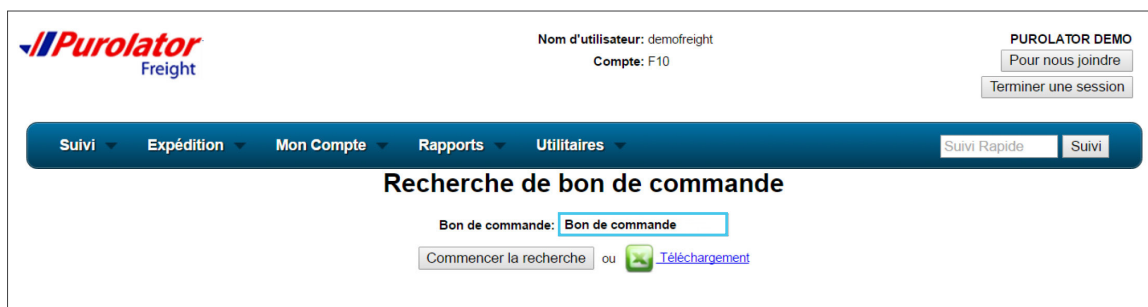 Purolator
Freight
Nom d'utilisateur: demofreight
Compte: F10
PUROLATOR DEMO
Pour nous joindre
Terminer une session
Suivi Expédition Mon Compte Rapports Utilitaires Suivi Rapide Suivi
Recherche de bon de commande
Bon de commande: Bon de commande
Commencer la recherche ou Téléchargement